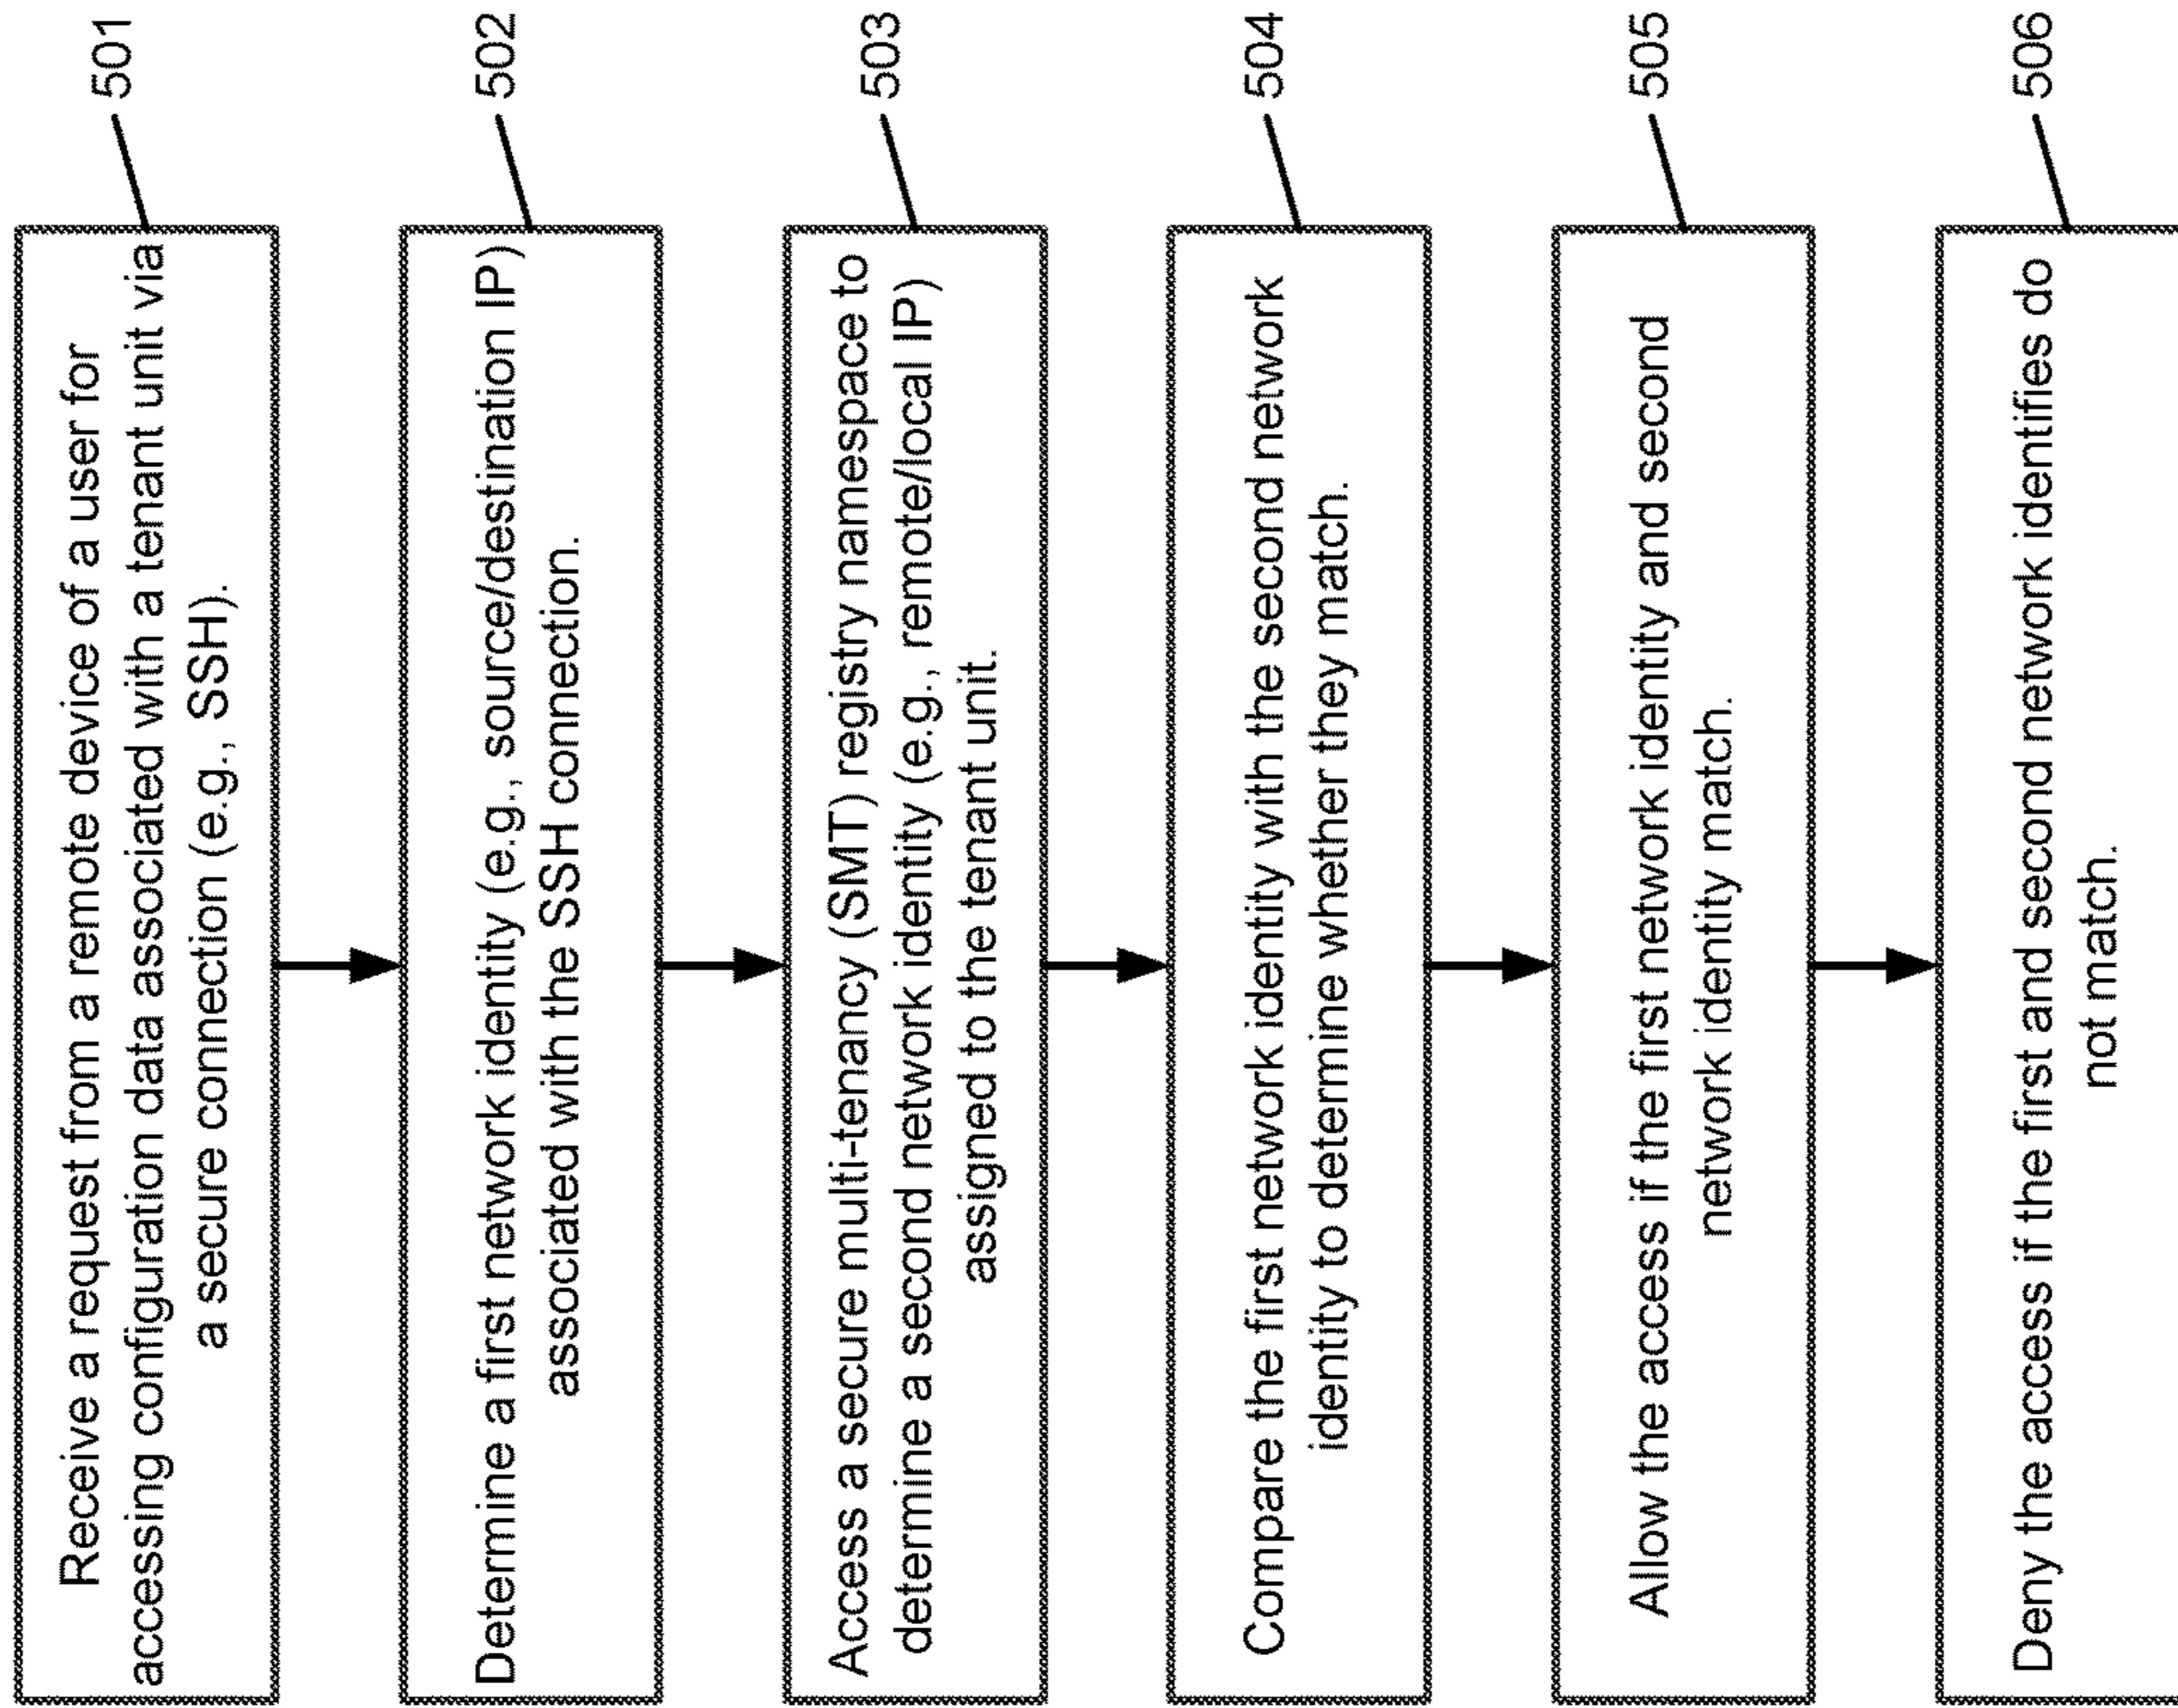 Receive a request from a remote device of a user for
accessing configuration data associated with a tenant unit via
a secure connection (e.g., SSH).
501
Determine a first network identity (e.g., source/destination IP)
associated with the SSH connection.
502
Access a secure multi-tenancy (SMT) registry namespace to
determine a second network identity (e.g., remote/local IP)
assigned to the tenant unit.
503
Compare the first network identity with the second network
identity to determine whether they match.
504
Allow the access if the first network identity and second
network identity match.
505
Deny the access if the first and second network identifies do
not match.
506